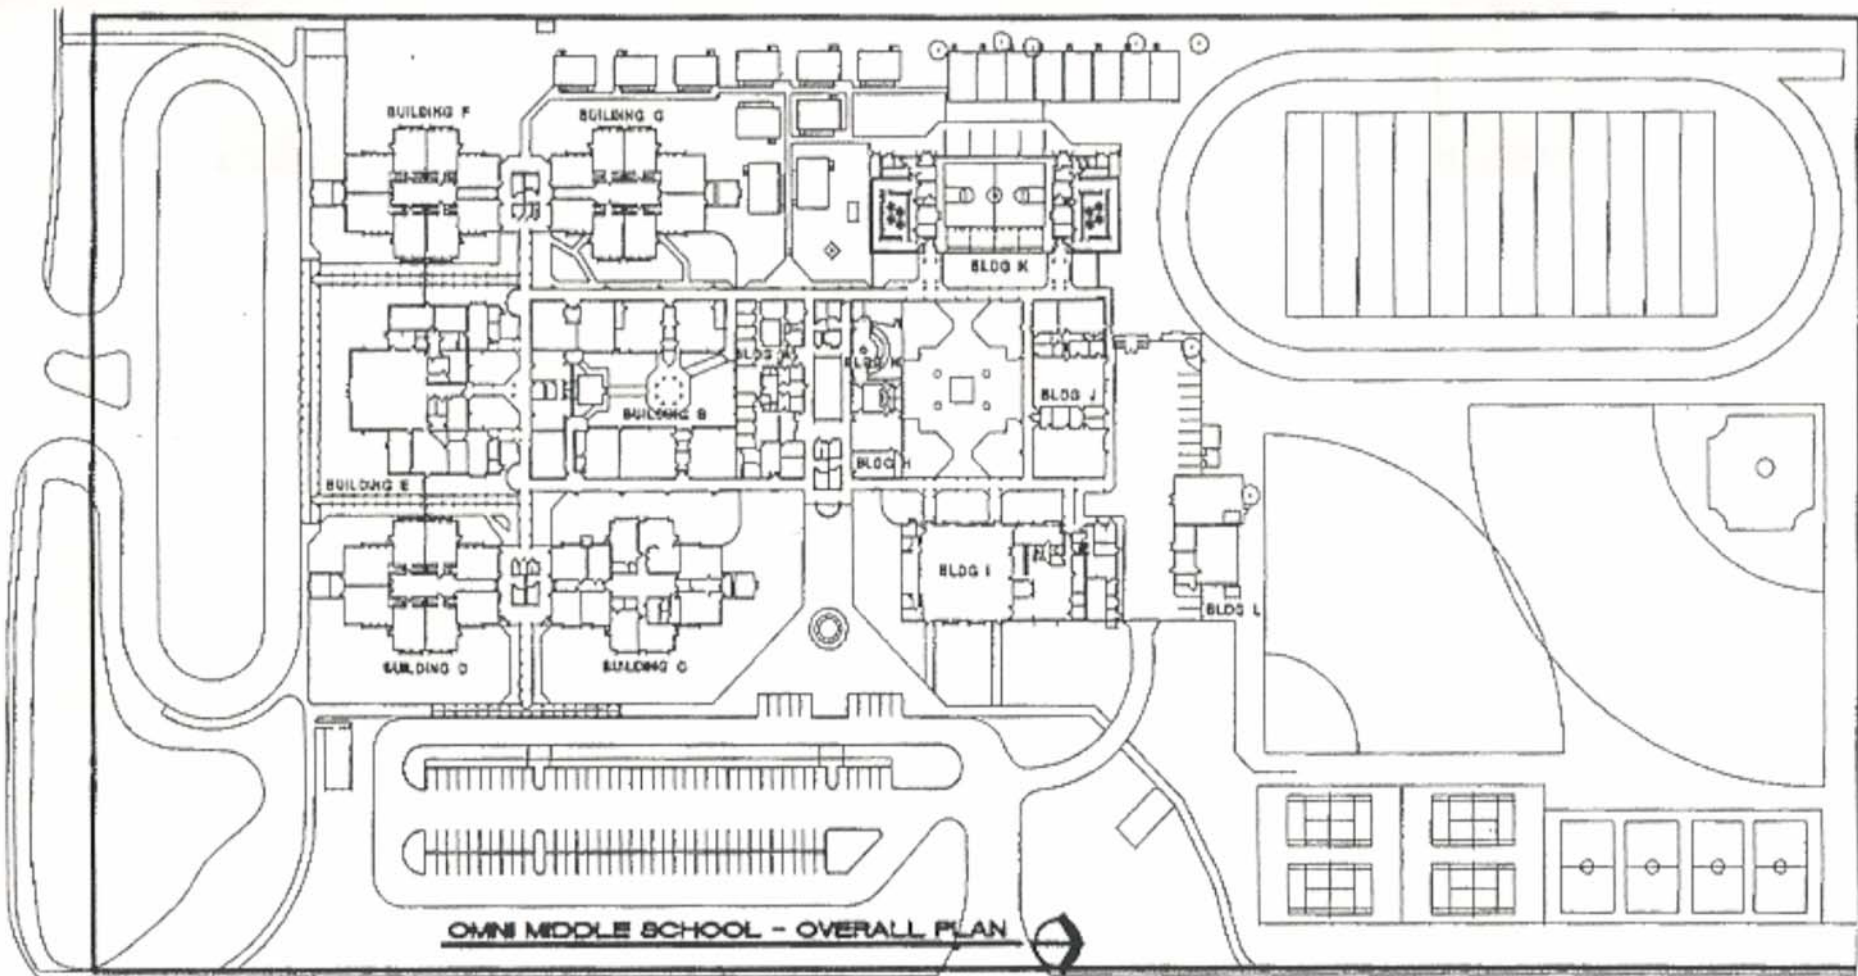 BUILDING F
BUILDING G
BLDG K
BUILDING B
BLDG J
BLDG H
BUILDING E
BLDG I
BLDG L
BUILDING D
BUILDING C
OMNI MIDDLE SCHOOL - OVERALL PLAN